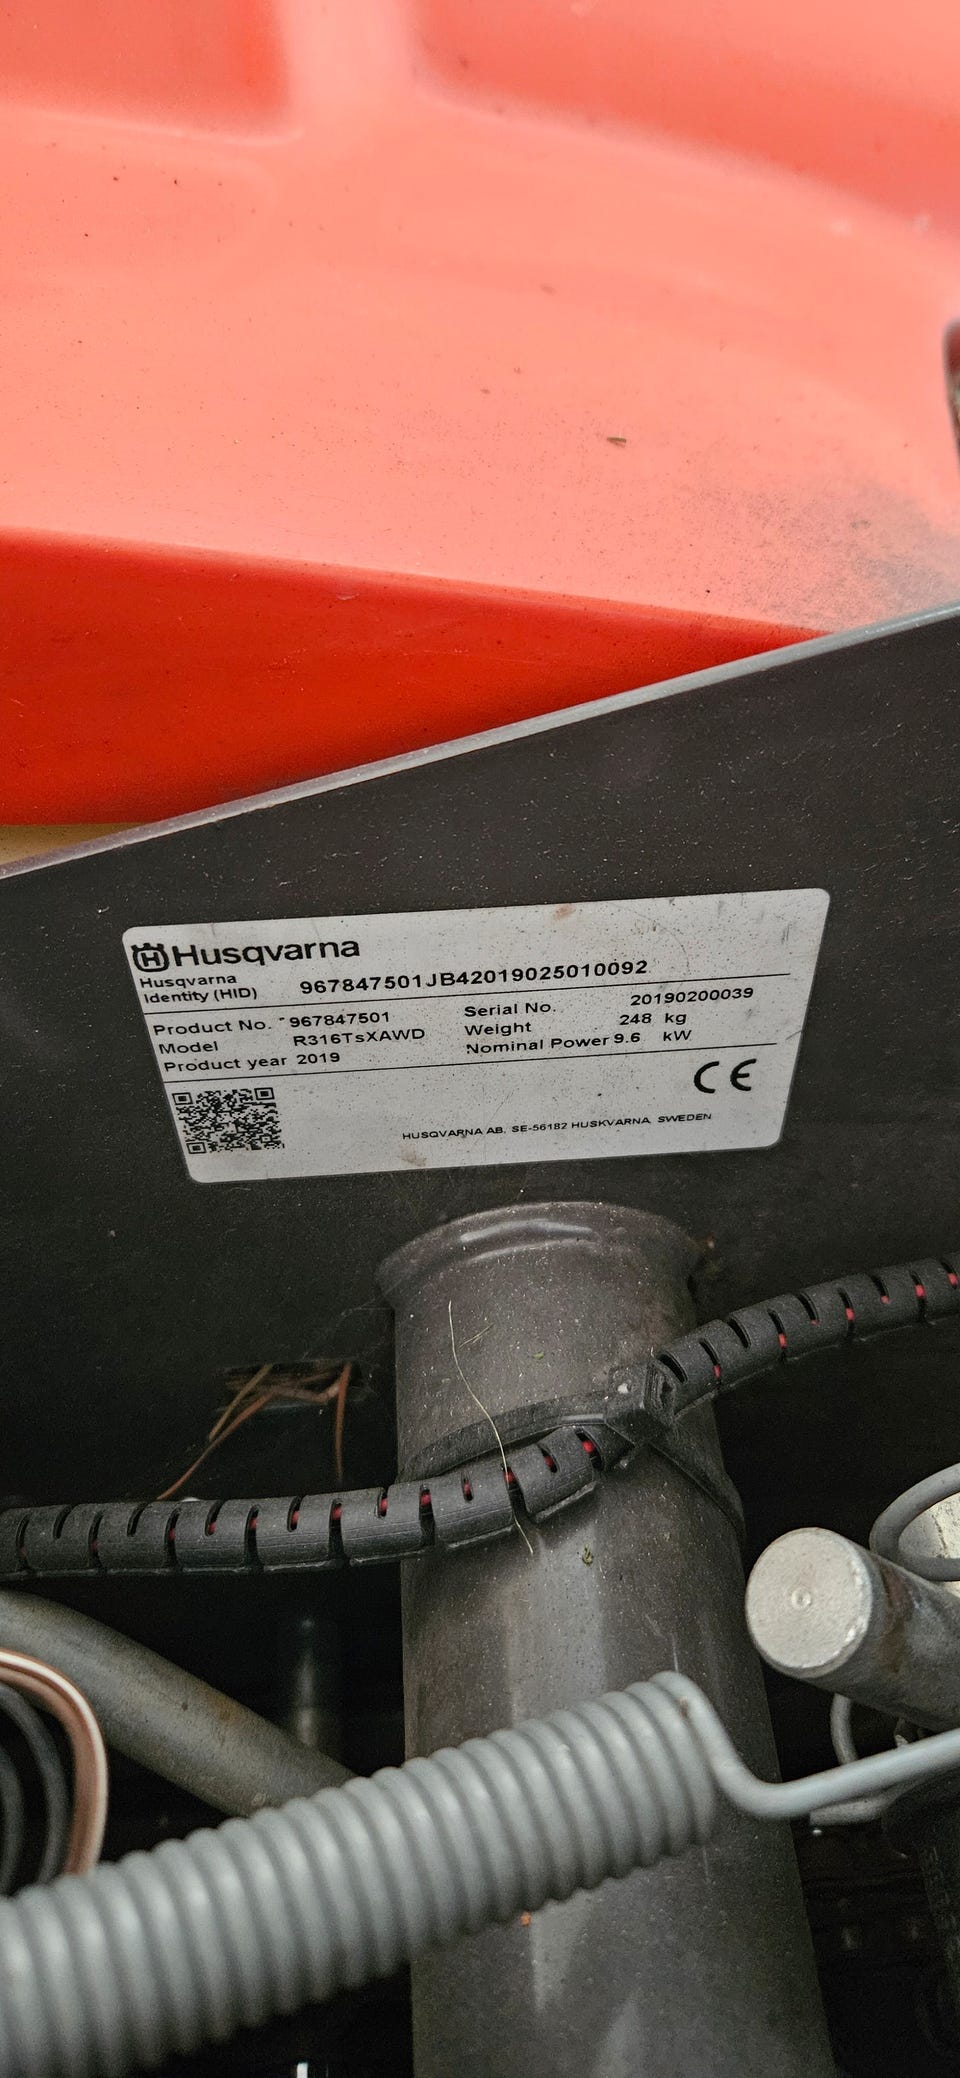 Husqvarna
Husqvarna
Identity (HID) 967847501JB42019025010092
Product No. 967847501 Serial No. 20190200039
Model R316TsXAWD Weight 248 kg
Product year 2019 Nominal Power 9.6 kW
CE
HUSQVARNA AB, SE-56182 HUSKVARNA, SWEDEN